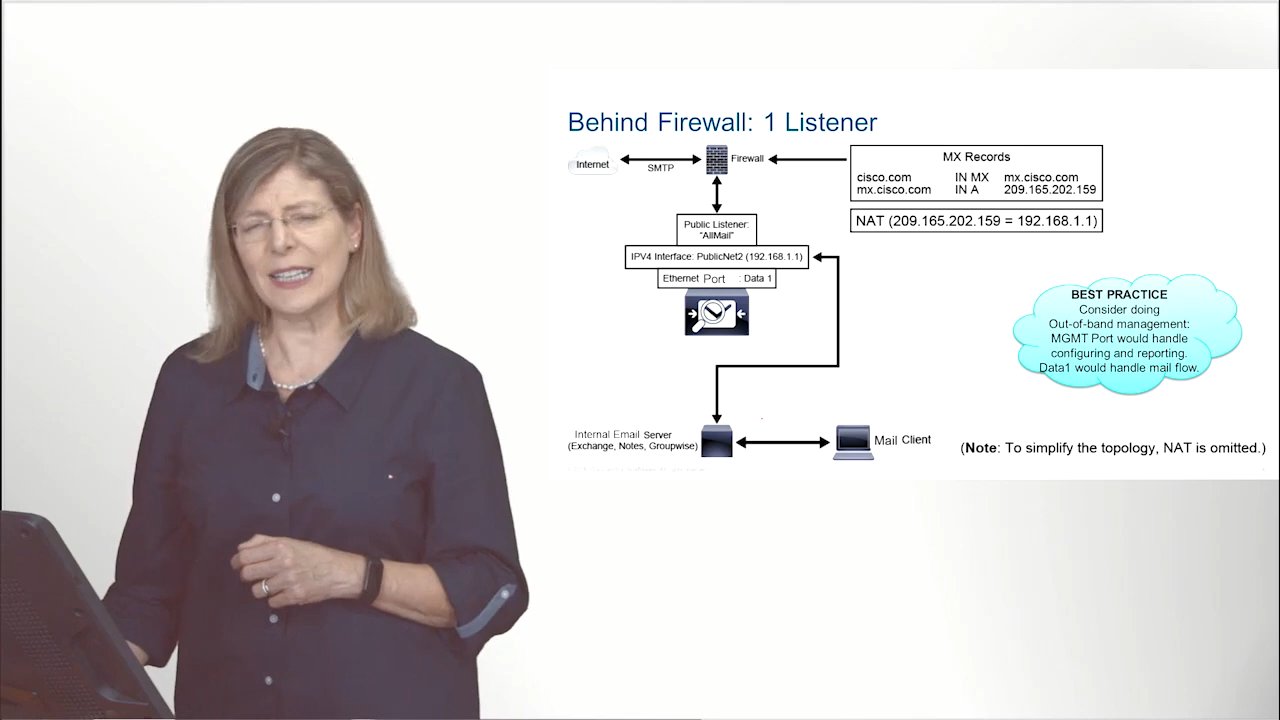 Behind Firewall: 1 Listener
Internet
SMTP
Firewall
MX Records
cisco.com IN MX mx.cisco.com
mx.cisco.com IN A 209.165.202.159
NAT (209.165.202.159 = 192.168.1.1)
Public Listener:
"AllMail"
IPV4 Interface: PublicNet2 (192.168.1.1)
Ethernet Port : Data 1
BEST PRACTICE
Consider doing
Out-of-band management:
MGMT Port would handle
configuring and reporting.
Data1 would handle mail flow.
Internal Email Server
(Exchange, Notes, Groupwise)
Mail Client
(Note: To simplify the topology, NAT is omitted.)